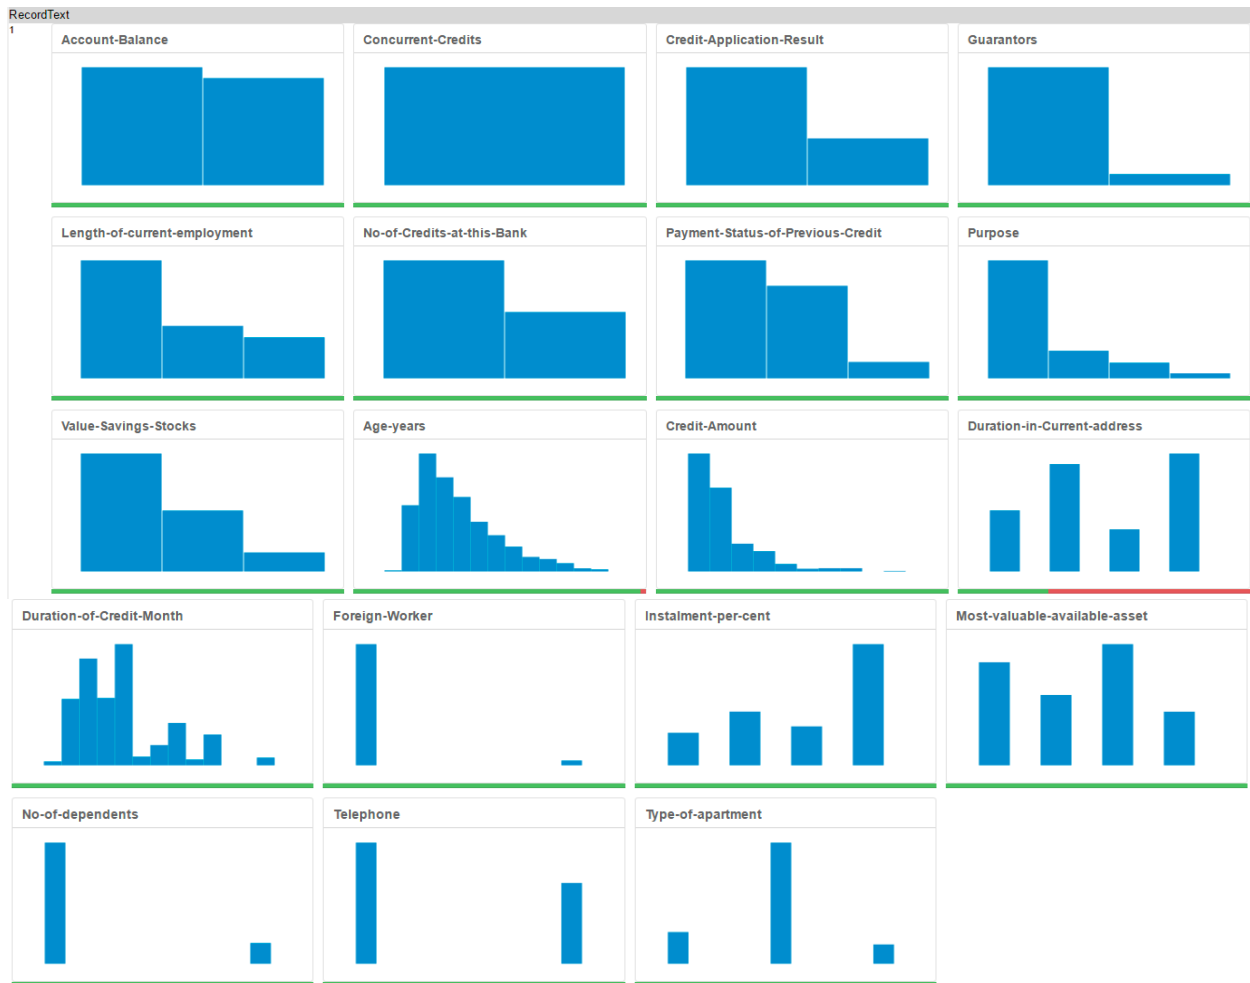 RecordText
1
Account-Balance
Concurrent-Credits
Credit-Application-Result
Guarantors
Length-of-current-employment
No-of-Credits-at-this-Bank
Payment-Status-of-Previous-Credit
Purpose
Value-Savings-Stocks
Age-years
Credit-Amount
Duration-in-Current-address
Duration-of-Credit-Month
Foreign-Worker
Instalment-per-cent
Most-valuable-available-asset
No-of-dependents
Telephone
Type-of-apartment